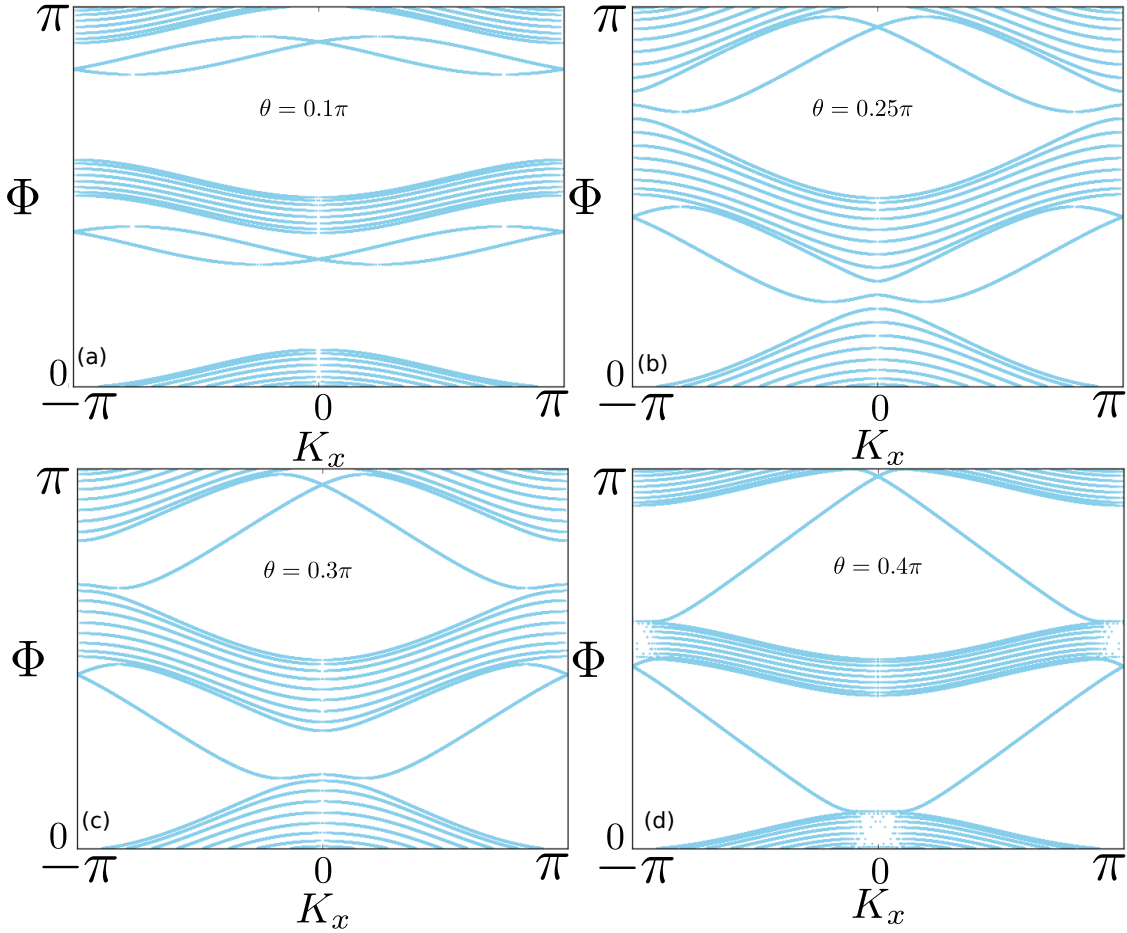 π
π
θ = 0.1π
θ = 0.25π
Φ
Φ
(a)
(b)
0
0
−π
0
π
−π
0
π
K_x
K_x
π
π
θ = 0.3π
θ = 0.4π
Φ
Φ
(c)
(d)
0
0
−π
0
π
−π
0
π
K_x
K_x